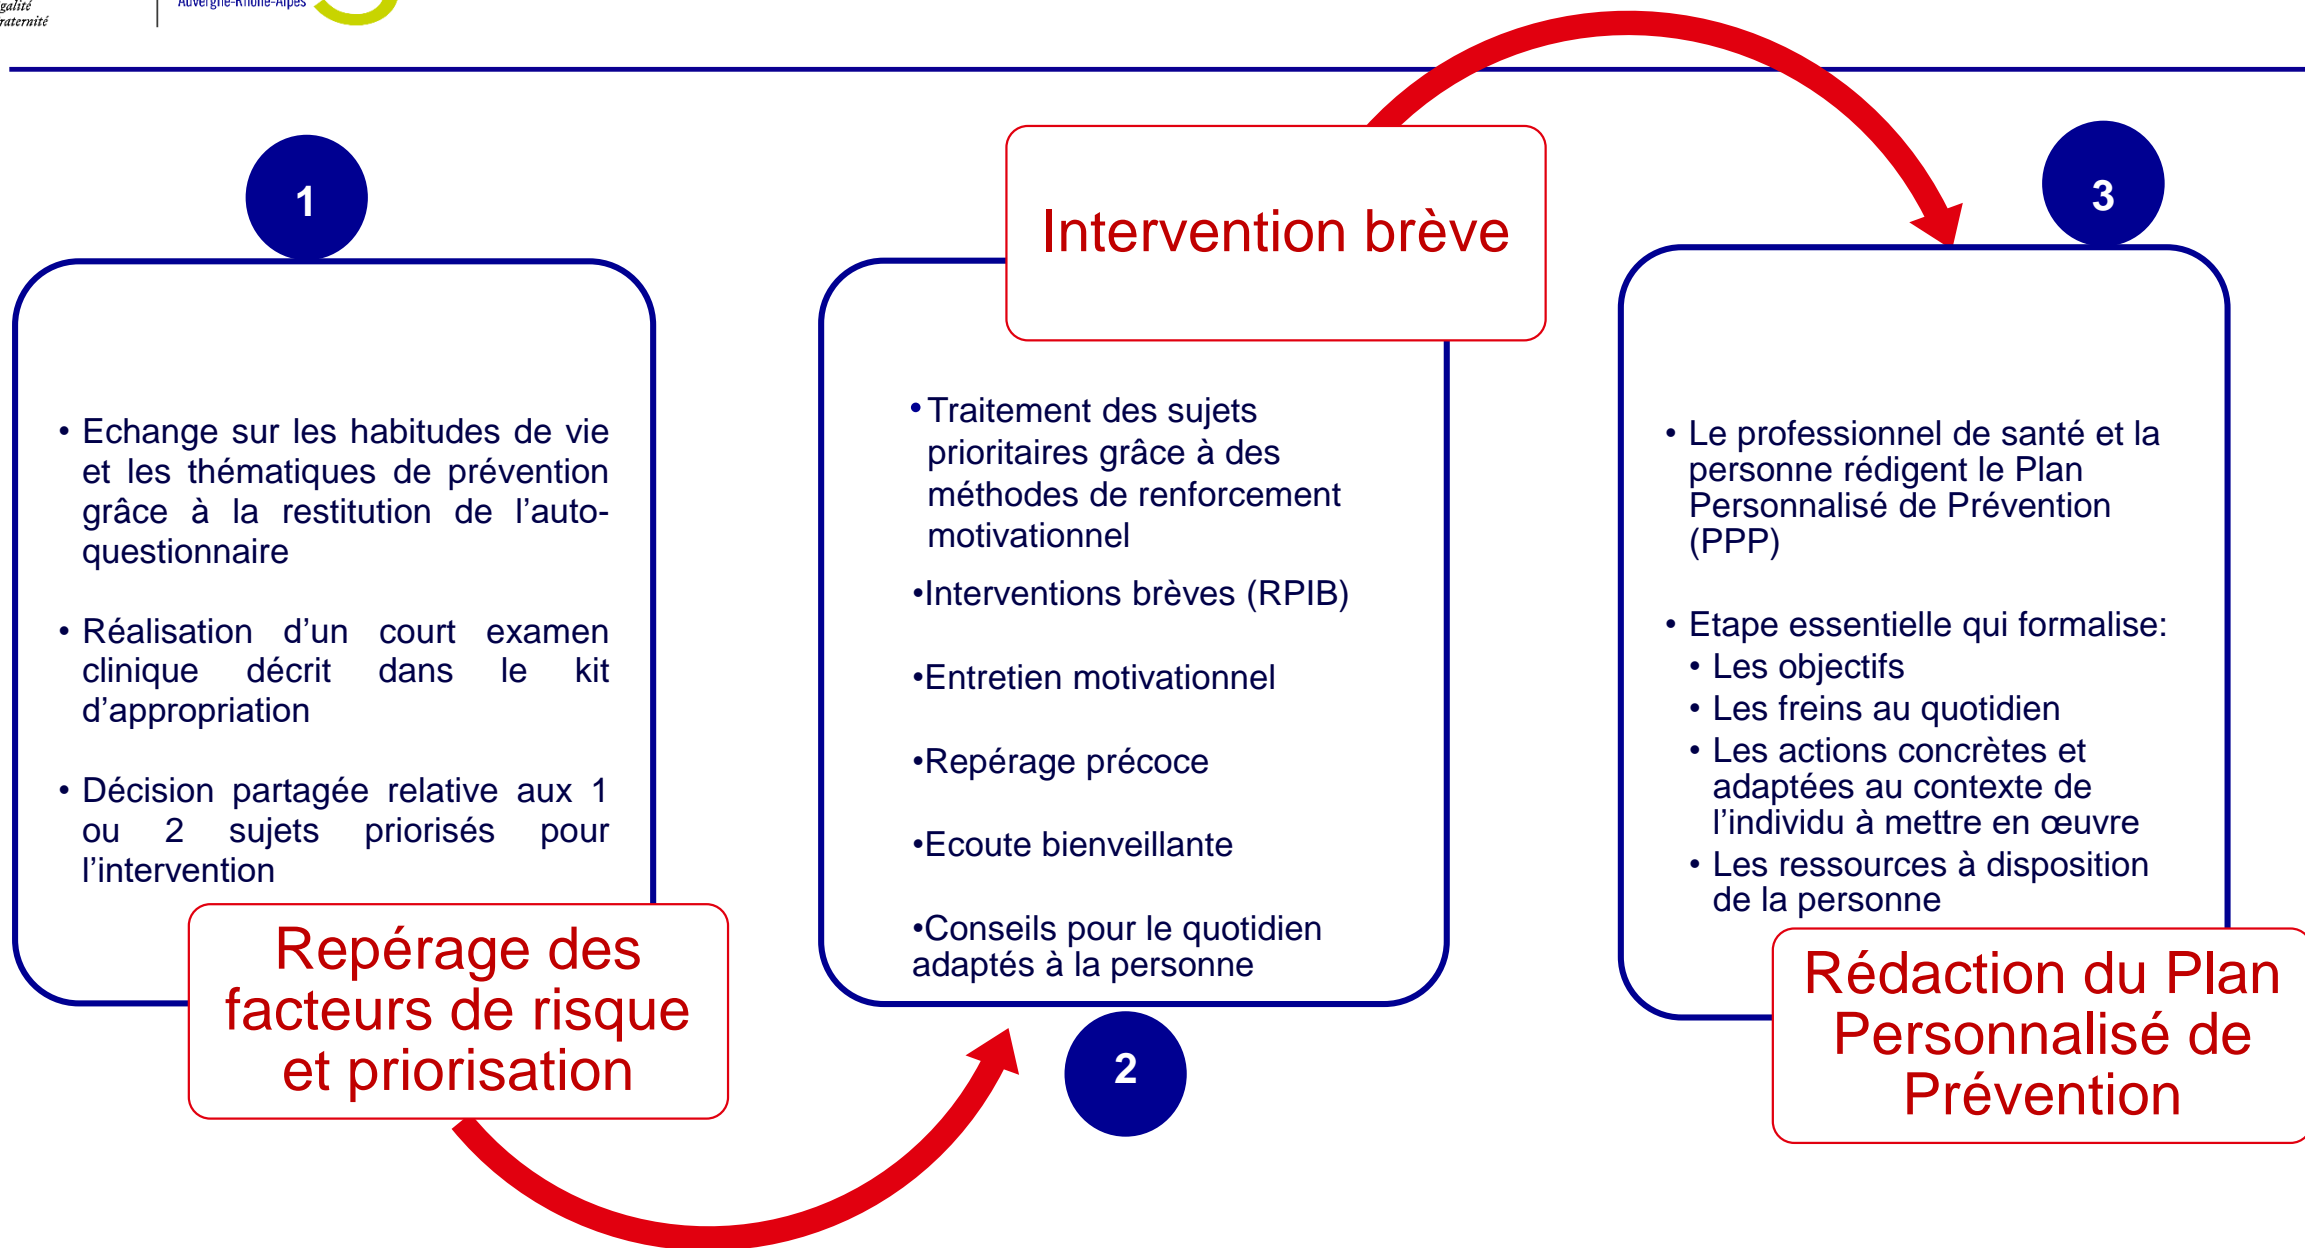 Auvergne-Rhône-Alpes
1
• Echange sur les habitudes de vie
et les thématiques de prévention
grâce à la restitution de l’auto-
questionnaire
• Réalisation d’un court examen
clinique décrit dans le kit
d’appropriation
• Décision partagée relative aux 1
ou 2 sujets priorisés pour
l’intervention
Repérage des
facteurs de risque
et priorisation
Intervention brève
• Traitement des sujets
prioritaires grâce à des
méthodes de renforcement
motivationnel
•Interventions brèves (RPIB)
•Entretien motivationnel
•Repérage précoce
•Ecoute bienveillante
•Conseils pour le quotidien
adaptés à la personne
2
3
• Le professionnel de santé et la
personne rédigent le Plan
Personnalisé de Prévention
(PPP)
• Etape essentielle qui formalise:
• Les objectifs
• Les freins au quotidien
• Les actions concrètes et
adaptées au contexte de
l’individu à mettre en œuvre
• Les ressources à disposition
de la personne
Rédaction du Plan
Personnalisé de
Prévention